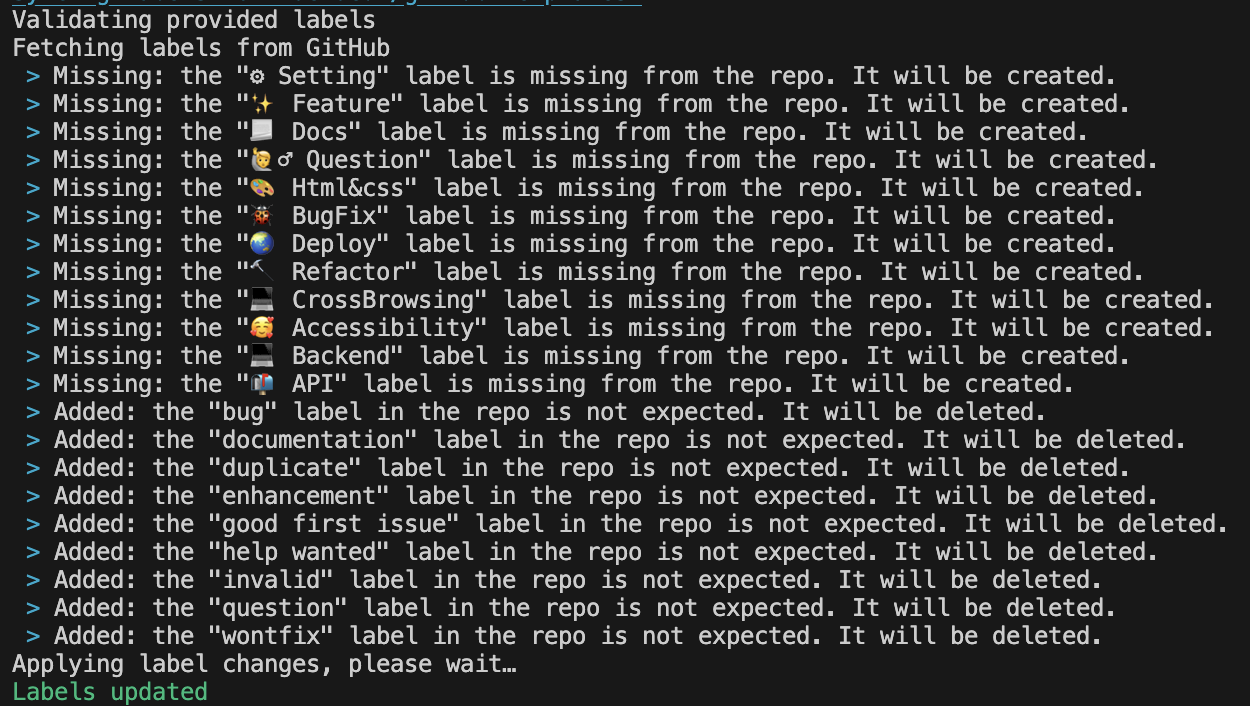 Validating provided labels
Fetching labels from GitHub
> Missing: the "⚙ Setting" label is missing from the repo. It will be created.
> Missing: the "✨ Feature" label is missing from the repo. It will be created.
> Missing: the "📃 Docs" label is missing from the repo. It will be created.
> Missing: the "🙋♂ Question" label is missing from the repo. It will be created.
> Missing: the "🎨 Html&css" label is missing from the repo. It will be created.
> Missing: the "🐞 BugFix" label is missing from the repo. It will be created.
> Missing: the "🌏 Deploy" label is missing from the repo. It will be created.
> Missing: the "🔨 Refactor" label is missing from the repo. It will be created.
> Missing: the "💻 CrossBrowsing" label is missing from the repo. It will be created.
> Missing: the "🥰 Accessibility" label is missing from the repo. It will be created.
> Missing: the "💻 Backend" label is missing from the repo. It will be created.
> Missing: the "📬 API" label is missing from the repo. It will be created.
> Added: the "bug" label in the repo is not expected. It will be deleted.
> Added: the "documentation" label in the repo is not expected. It will be deleted.
> Added: the "duplicate" label in the repo is not expected. It will be deleted.
> Added: the "enhancement" label in the repo is not expected. It will be deleted.
> Added: the "good first issue" label in the repo is not expected. It will be deleted.
> Added: the "help wanted" label in the repo is not expected. It will be deleted.
> Added: the "invalid" label in the repo is not expected. It will be deleted.
> Added: the "question" label in the repo is not expected. It will be deleted.
> Added: the "wontfix" label in the repo is not expected. It will be deleted.
Applying label changes, please wait…
Labels updated